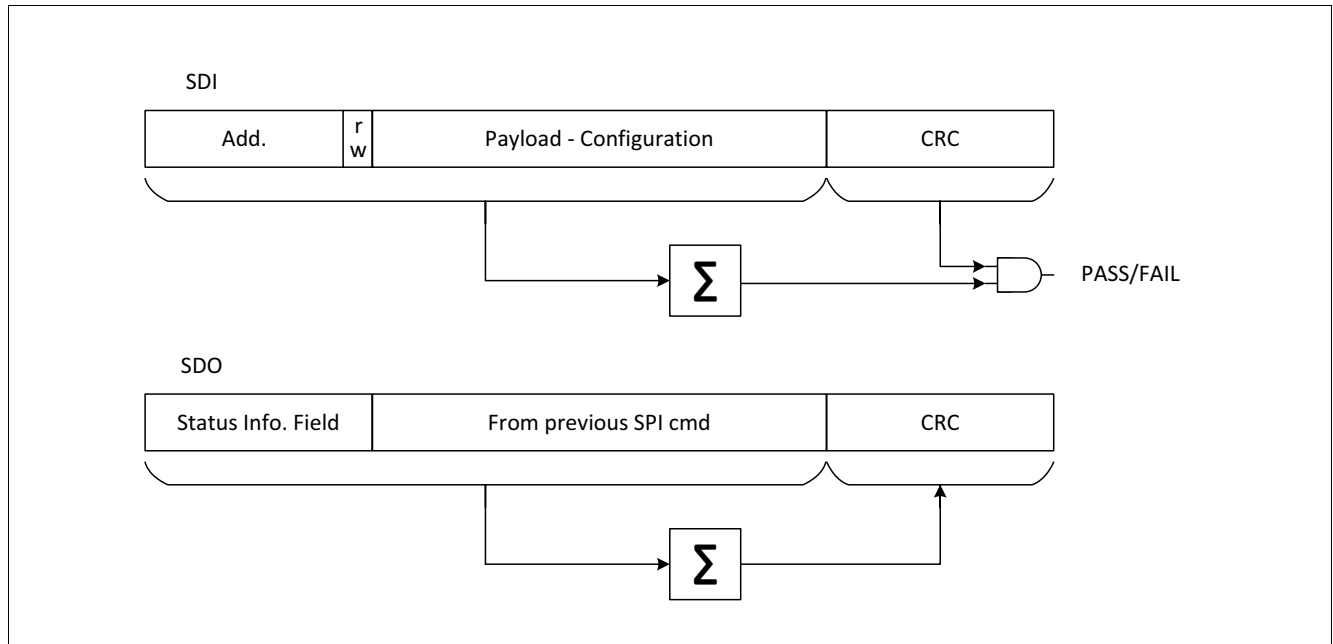 SDI
Add.
r
w
Payload - Configuration
CRC
Σ
PASS/FAIL
SDO
Status Info. Field
From previous SPI cmd
CRC
Σ